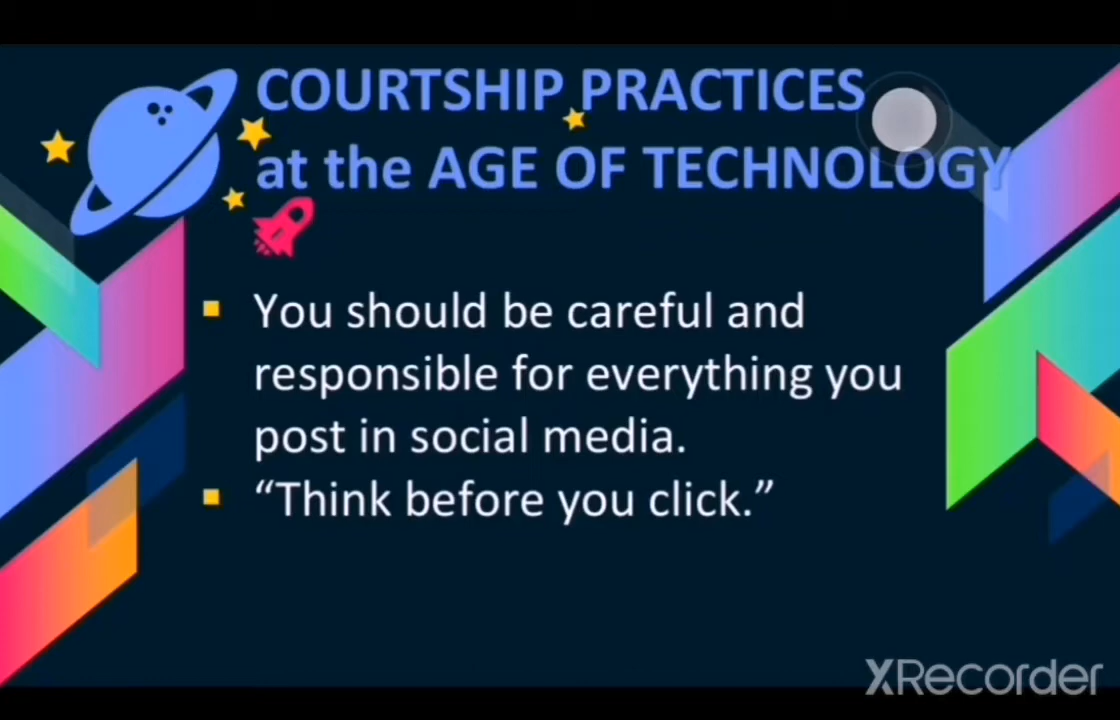 COURTSHIP PRACTICES
at the AGE OF TECHNOLOGY
You should be careful and
responsible for everything you
post in social media.
“Think before you click.”
XRecorder